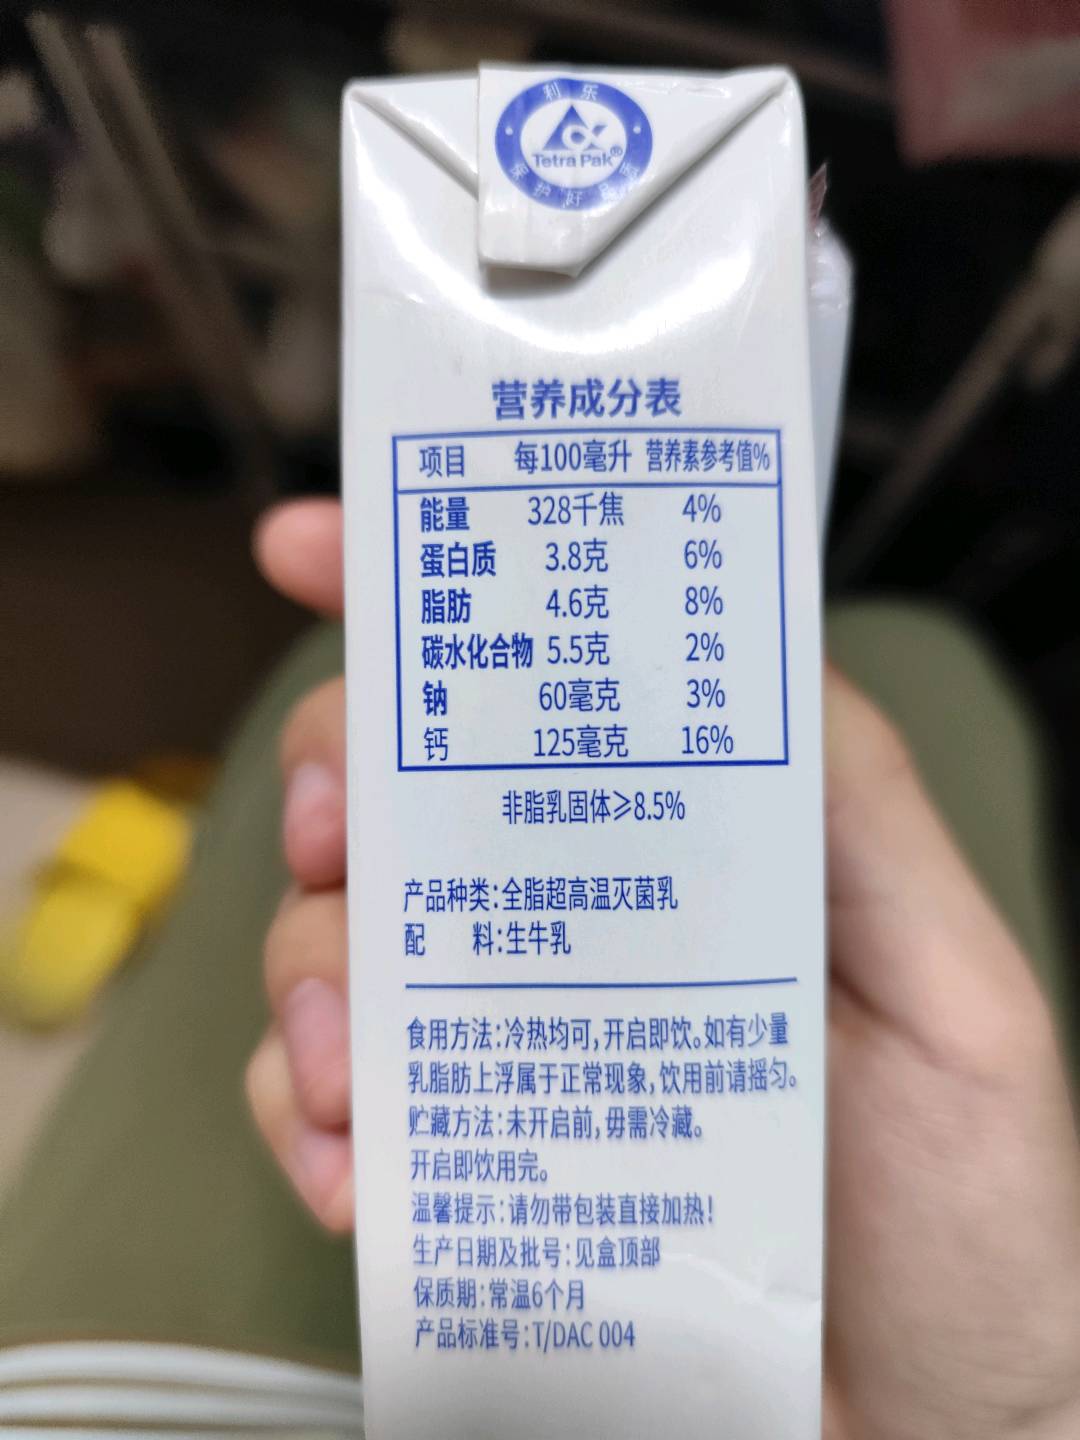 利乐
Tetra Pak®
保护好品质
营养成分表
项目 每100毫升 营养素参考值%
能量 328千焦 4%
蛋白质 3.8克 6%
脂肪 4.6克 8%
碳水化合物 5.5克 2%
钠 60毫克 3%
钙 125毫克 16%
非脂乳固体≥8.5%
产品种类:全脂超高温灭菌乳
配 料:生牛乳
食用方法:冷热均可,开启即饮。如有少量
乳脂肪上浮属于正常现象,饮用前请摇匀。
贮藏方法:未开启前,毋需冷藏。
开启即饮用完。
温馨提示:请勿带包装直接加热!
生产日期及批号:见盒顶部
保质期:常温6个月
产品标准号:T/DAC 004